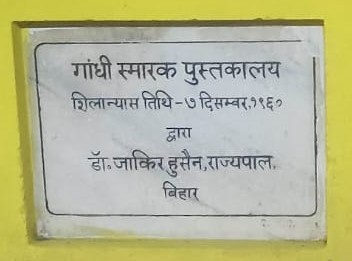 गांधी स्मारक पुस्तकालय
शिलान्यास तिथि - ७ दिसम्बर, १९६०
द्वारा
डॉ॰ जाकिर हुसैन, राज्यपाल,
बिहार